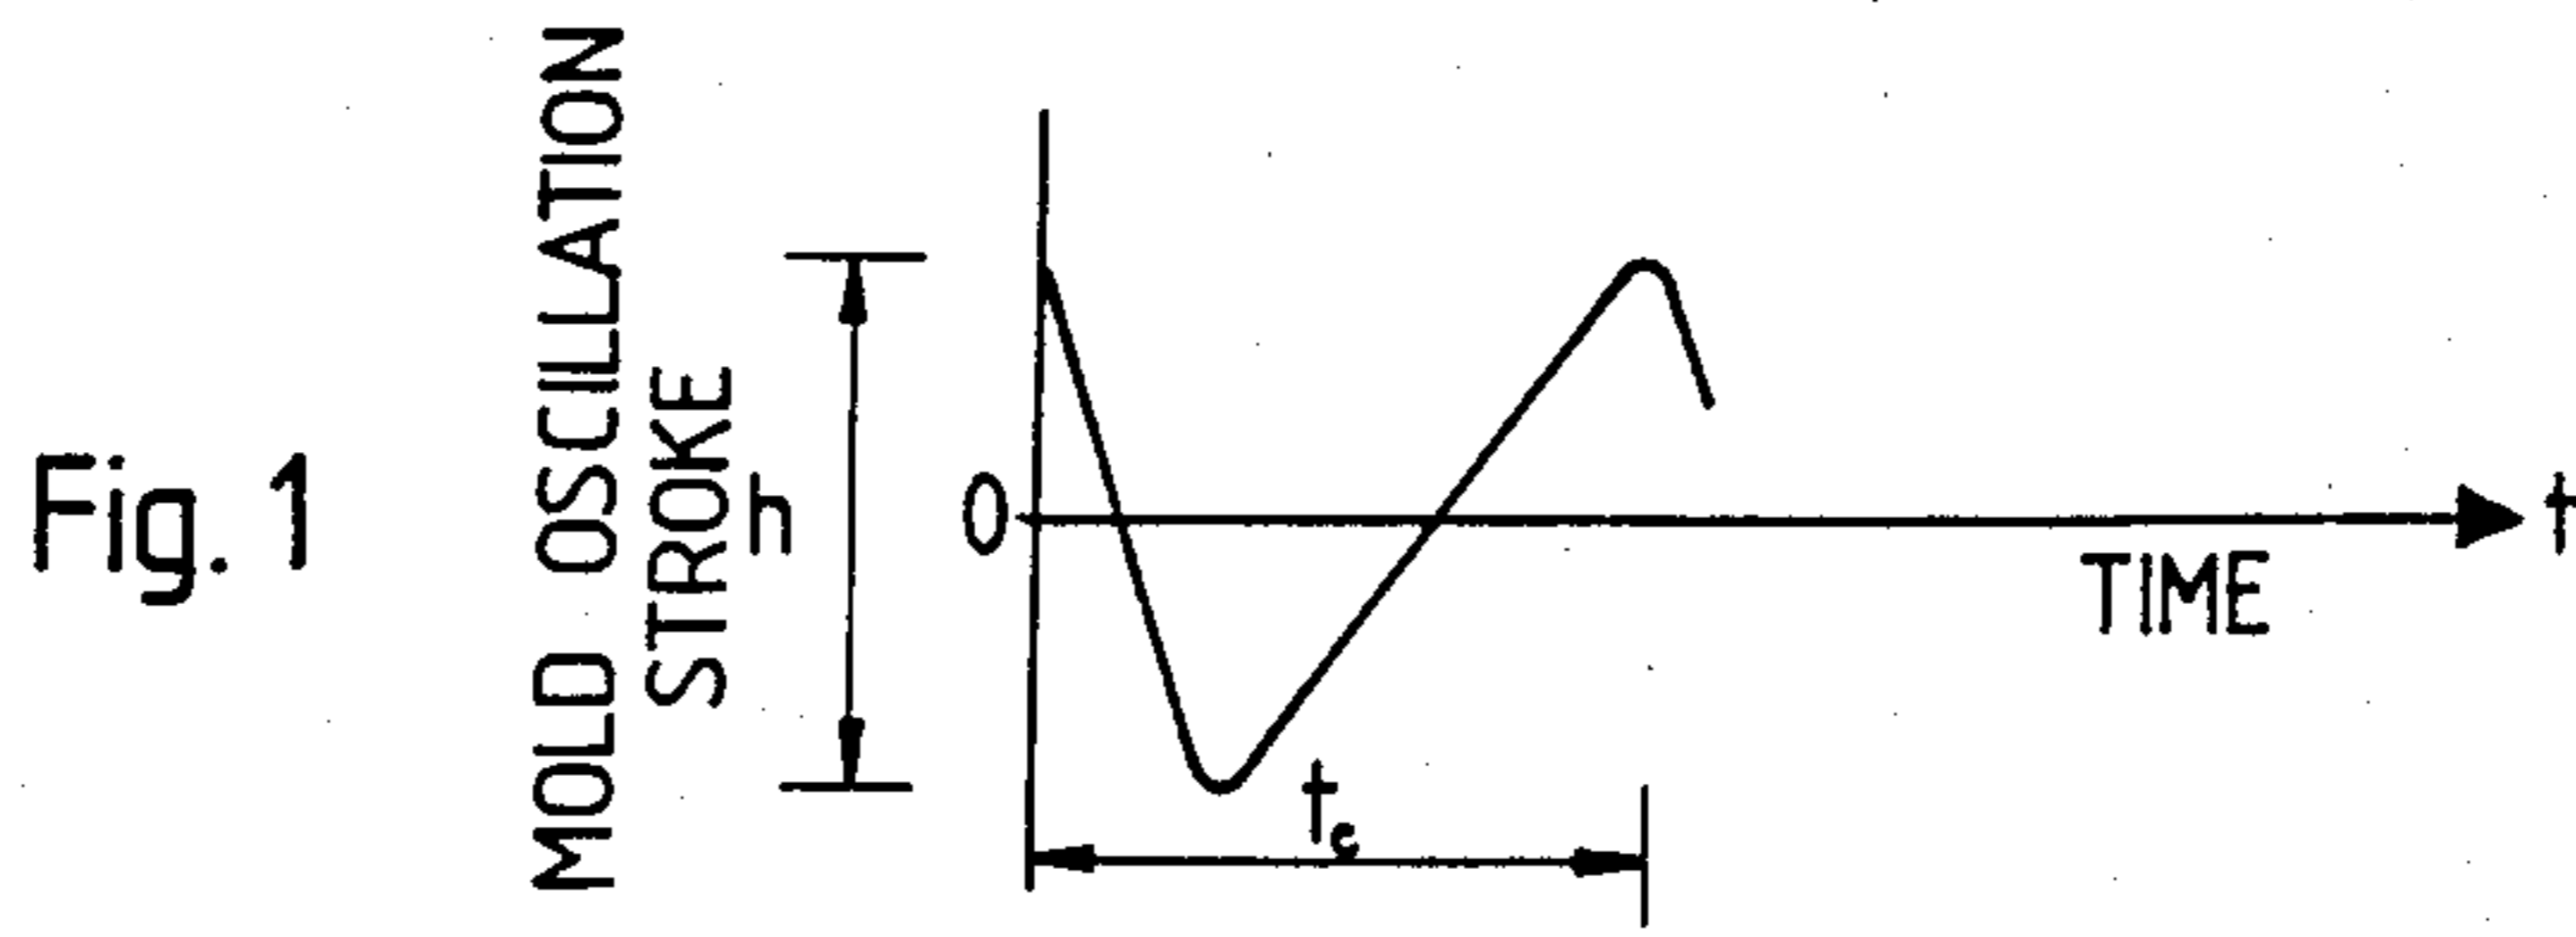 Fig. 1
MOLD OSCILLATION
STROKE
h
0
t
TIME
tc